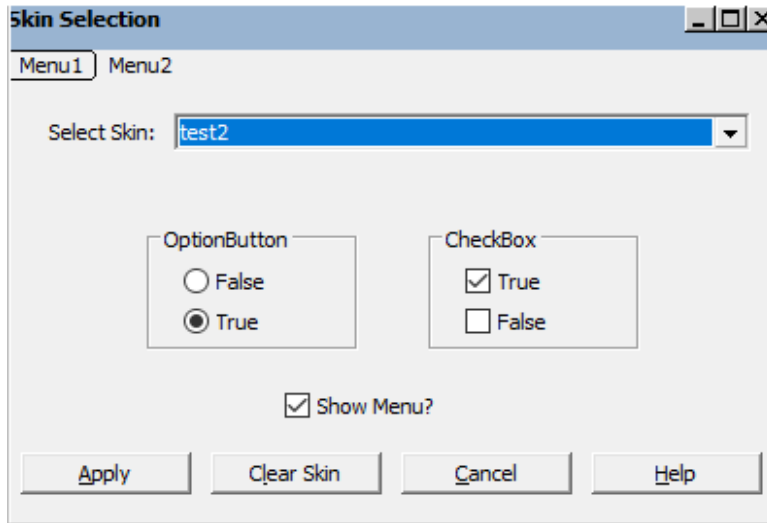 Skin Selection
Menu1 Menu2
Select Skin: test2
OptionButton CheckBox
False True
True False
Show Menu?
Apply Clear Skin Cancel Help